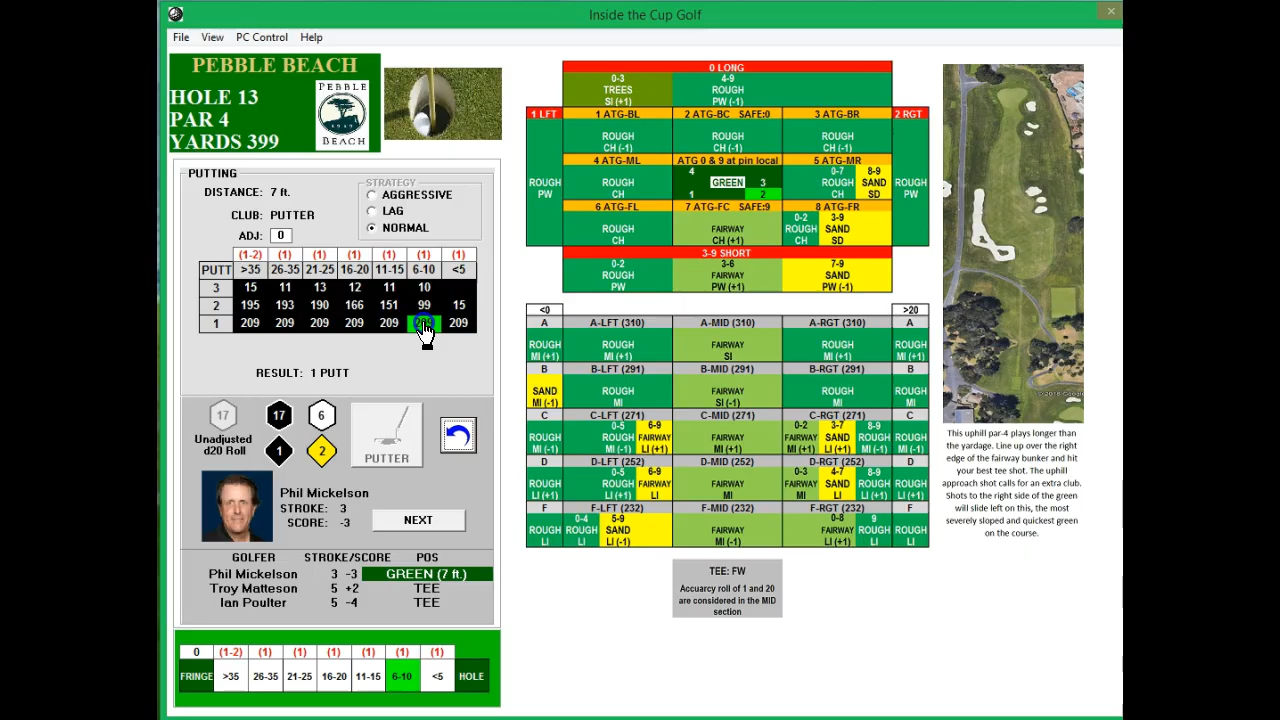 Inside the Cup Golf
File View PC Control Help
PEBBLE BEACH
HOLE 13
PAR 4
YARDS 399
PEBBLE
BEACH
PUTTING
DISTANCE: 7 ft.
CLUB: PUTTER
ADJ: 0
STRATEGY
AGGRESSIVE
LAG
NORMAL
(1-2) (1) (1) (1) (1) (1) (1)
PUTT >35 26-35 21-25 16-20 11-15 6-10 <5
3 15 11 13 12 11 10
2 195 193 190 166 151 99 15
1 209 209 209 209 209 209
RESULT: 1 PUTT
17 17 6
Unadjusted
d20 Roll
1 2
PUTTER
Phil Mickelson
STROKE: 3
SCORE: -3
NEXT
GOLFER STROKE/SCORE POS
Phil Mickelson 3 -3 GREEN (7 ft.)
Troy Matteson 5 +2 TEE
Ian Poulter 5 -4 TEE
0 (1-2) (1) (1) (1) (1) (1) (1)
FRINGE >35 26-35 21-25 16-20 11-15 6-10 <5 HOLE
0 LONG
0-3 4-9
TREES ROUGH
SI (+1) PW (-1)
1 LFT 1 ATG-BL 2 ATG-BC SAFE:0 3 ATG-BR 2 RGT
ROUGH ROUGH ROUGH
CH (-1) CH (-1) CH (-1)
4 ATG-ML ATG 0 & 9 at pin local 5 ATG-MR
4 0-7 8-9
ROUGH ROUGH GREEN 3 ROUGH SAND ROUGH
PW CH 1 2 CH SD PW
6 ATG-FL 7 ATG-FC SAFE:9 8 ATG-FR
0-2 3-9
ROUGH FAIRWAY ROUGH SAND
CH CH (+1) CH SD
3-9 SHORT
0-2 3-6 7-9
ROUGH FAIRWAY SAND
PW PW (+1) PW (-1)
<0 >20
A A-LFT (310) A-MID (310) A-RGT (310) A
ROUGH ROUGH FAIRWAY ROUGH ROUGH
MI (+1) MI (+1) SI MI (+1) MI (+1)
B B-LFT (291) B-MID (291) B-RGT (291) B
SAND ROUGH FAIRWAY ROUGH ROUGH
MI (-1) MI SI (-1) MI MI
C C-LFT (271) C-MID (271) C-RGT (271) C
0-5 6-9 0-2 3-7 8-9
ROUGH ROUGH FAIRWAY FAIRWAY FAIRWAY SAND ROUGH ROUGH
MI (-1) MI (-1) MI (+1) MI (+1) MI (+1) LI (+1) MI (-1) MI (-1)
D D-LFT (252) D-MID (252) D-RGT (252) D
0-5 6-9 0-3 4-7 8-9
ROUGH ROUGH FAIRWAY FAIRWAY FAIRWAY SAND ROUGH ROUGH
LI (+1) LI (+1) LI MI MI LI LI (+1) LI (+1)
F F-LFT (232) F-MID (232) F-RGT (232) F
0-4 5-9 0-8 9
ROUGH ROUGH SAND FAIRWAY FAIRWAY ROUGH ROUGH
LI LI LI (-1) MI (-1) LI (+1) LI LI
TEE: FW
Accuarcy roll of 1 and 20
are considered in the MID
section
This uphill par-4 plays longer than
the yardage. Line up over the right
edge of the fairway bunker and hit
your best tee shot. The uphill
approach shot calls for an extra club.
Shots to the right side of the green
will slide left on this, the most
severely sloped and quickest green
on the course.